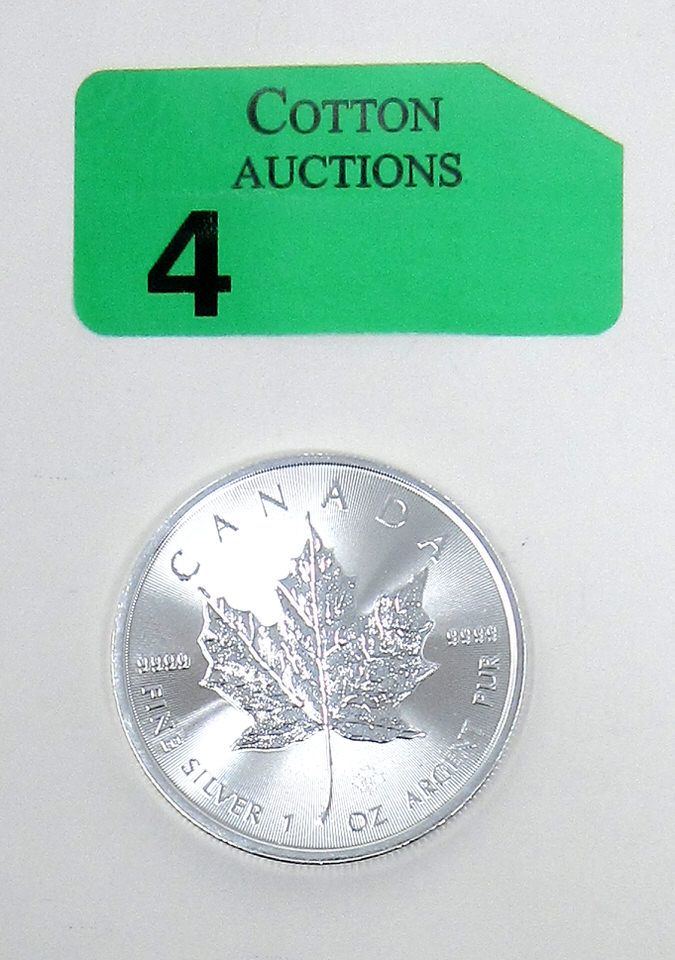 COTTON
AUCTIONS
4
CANADA
9999 9999
FINE SILVER 1 OZ ARGENT PUR